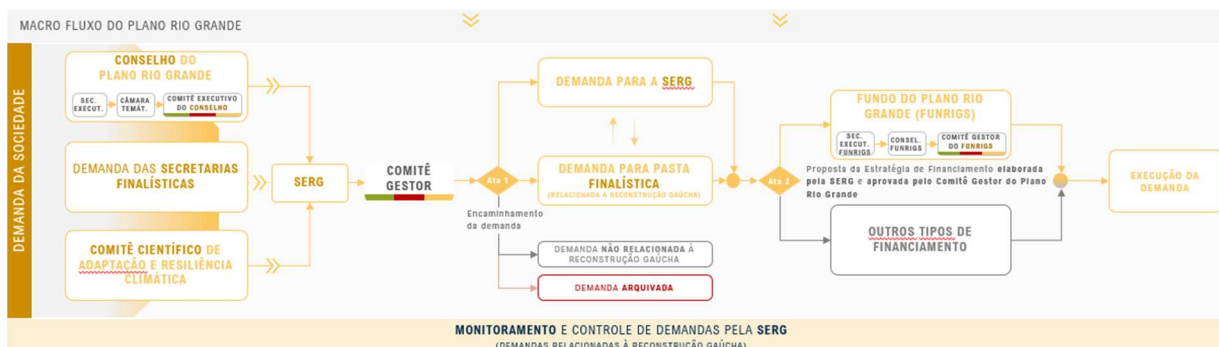 MACRO FLUXO DO PLANO RIO GRANDE
DEMANDA DA SOCIEDADE
CONSELHO DO
PLANO RIO GRANDE
SEC.
EXECUT.
CÂMARA
TEMÁT.
COMITÊ EXECUTIVO
DO CONSELHO
DEMANDA DAS SECRETARIAS
FINALÍSTICAS
COMITÊ CIENTÍFICO DE
ADAPTAÇÃO E RESILIÊNCIA
CLIMÁTICA
SERG
COMITÊ
GESTOR
Ata 1
Encaminhamento
da demanda
DEMANDA PARA A SERG
DEMANDA PARA PASTA
FINALÍSTICA
(RELACIONADA À RECONSTRUÇÃO GAÚCHA)
DEMANDA NÃO RELACIONADA À
RECONSTRUÇÃO GAÚCHA
DEMANDA ARQUIVADA
Ata 2
FUNDO DO PLANO RIO
GRANDE (FUNRIGS)
SEC.
EXECUT.
FUNRIGS
CONSEL.
FUNRIGS
COMITÊ GESTOR
DO FUNRIGS
Proposta da Estratégia de Financiamento elaborada
pela SERG e aprovada pelo Comitê Gestor do Plano
Rio Grande
OUTROS TIPOS DE
FINANCIAMENTO
EXECUÇÃO DA
DEMANDA
MONITORAMENTO E CONTROLE DE DEMANDAS PELA SERG
(DEMANDAS RELACIONADAS À RECONSTRUÇÃO GAÚCHA)